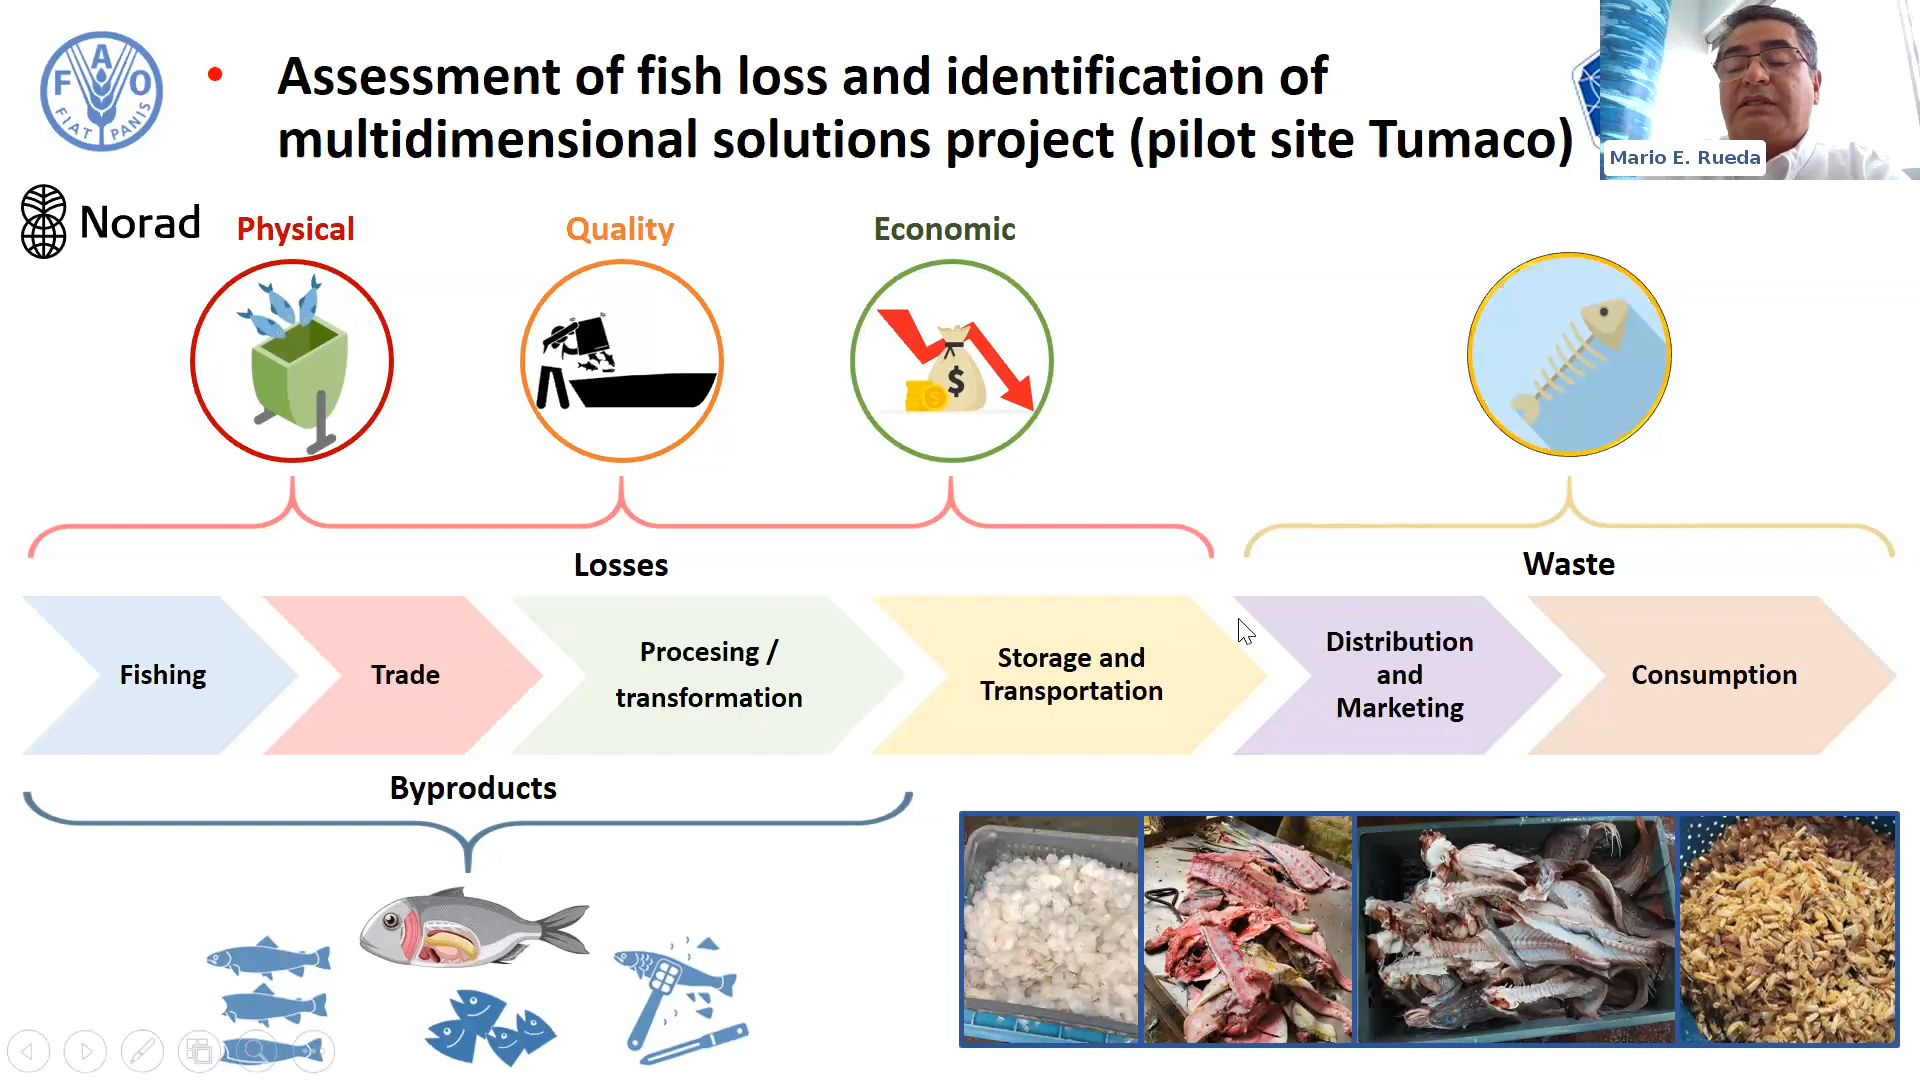 F A O
FIAT PANIS
• Assessment of fish loss and identification of
multidimensional solutions project (pilot site Tumaco)
Mario E. Rueda
Norad
Physical
Quality
Economic
$
$
Losses
Waste
Fishing
Trade
Procesing /
transformation
Storage and
Transportation
Distribution
and
Marketing
Consumption
Byproducts